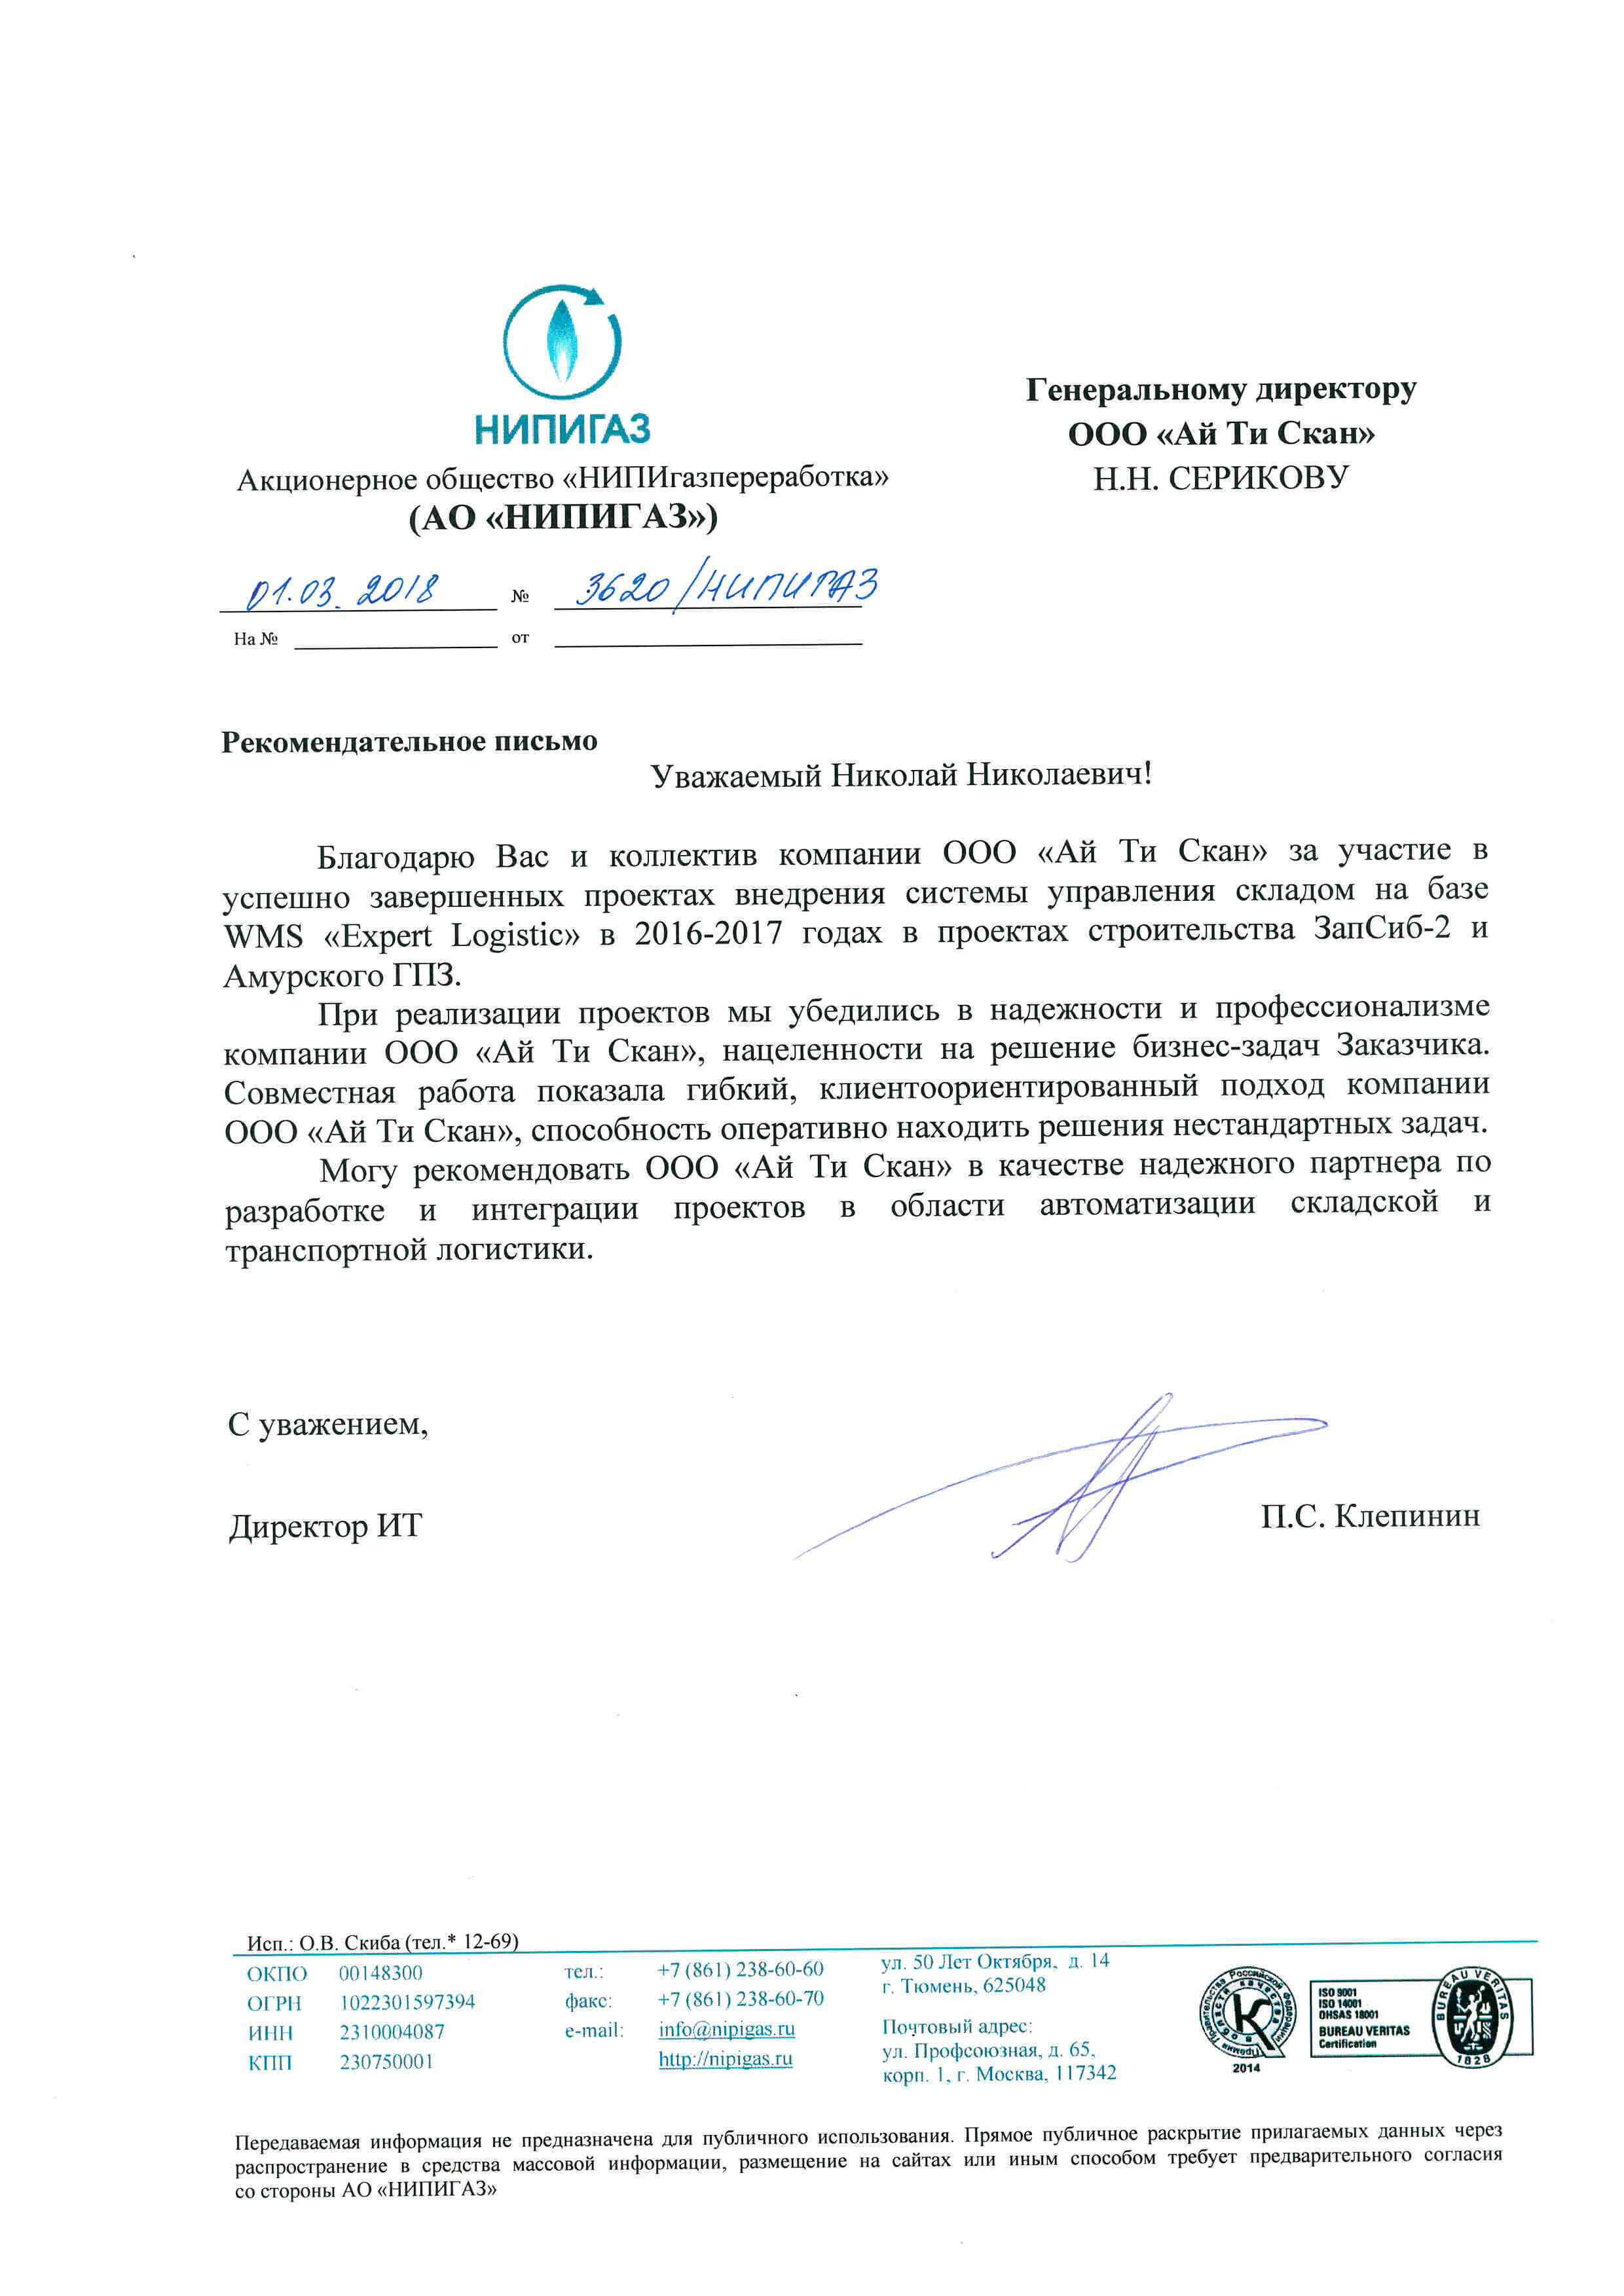 НИПИГАЗ
Акционерное общество «НИПИгазпереработка»
(АО «НИПИГАЗ»)
Генеральному директору
ООО «Ай Ти Скан»
Н.Н. СЕРИКОВУ
01.03.2018 № 3620/НИПИГАЗ
На № от
Рекомендательное письмо
Уважаемый Николай Николаевич!
Благодарю Вас и коллектив компании ООО «Ай Ти Скан» за участие в
успешно завершенных проектах внедрения системы управления складом на базе
WMS «Expert Logistic» в 2016-2017 годах в проектах строительства ЗапСиб-2 и
Амурского ГПЗ.
При реализации проектов мы убедились в надежности и профессионализме
компании ООО «Ай Ти Скан», нацеленности на решение бизнес-задач Заказчика.
Совместная работа показала гибкий, клиентоориентированный подход компании
ООО «Ай Ти Скан», способность оперативно находить решения нестандартных задач.
Могу рекомендовать ООО «Ай Ти Скан» в качестве надежного партнера по
разработке и интеграции проектов в области автоматизации складской и
транспортной логистики.
С уважением,
Директор ИТ П.С. Клепинин
Исп.: О.В. Скиба (тел.* 12-69)
ОКПО 00148300
ОГРН 1022301597394
ИНН 2310004087
КПП 230750001
тел.: +7 (861) 238-60-60
факс: +7 (861) 238-60-70
e-mail: info@nipigas.ru
http://nipigas.ru
ул. 50 Лет Октября, д. 14
г. Тюмень, 625048
Почтовый адрес:
ул. Профсоюзная, д. 65,
корп. 1, г. Москва, 117342
Правительства Российской Федерации
Премия
в области качества
2014
ISO 9001
ISO 14001
OHSAS 18001
BUREAU VERITAS
Certification
BUREAU VERITAS
1828
Передаваемая информация не предназначена для публичного использования. Прямое публичное раскрытие прилагаемых данных через
распространение в средства массовой информации, размещение на сайтах или иным способом требует предварительного согласия
со стороны АО «НИПИГАЗ»